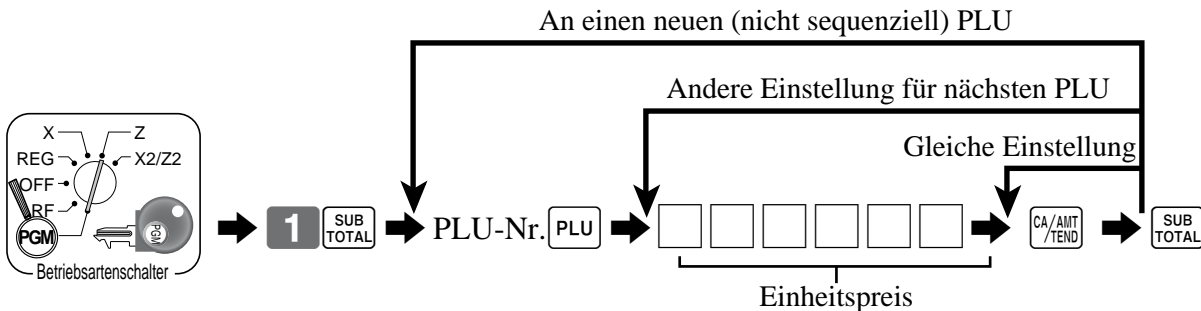 An einen neuen (nicht sequenziell) PLU
Andere Einstellung für nächsten PLU
Gleiche Einstellung
X
Z
REG
X2/Z2
OFF
RF
PGM
PGM
Betriebsartenschalter
1
SUB
TOTAL
PLU-Nr.
PLU
CA/AMT
/TEND
SUB
TOTAL
Einheitspreis